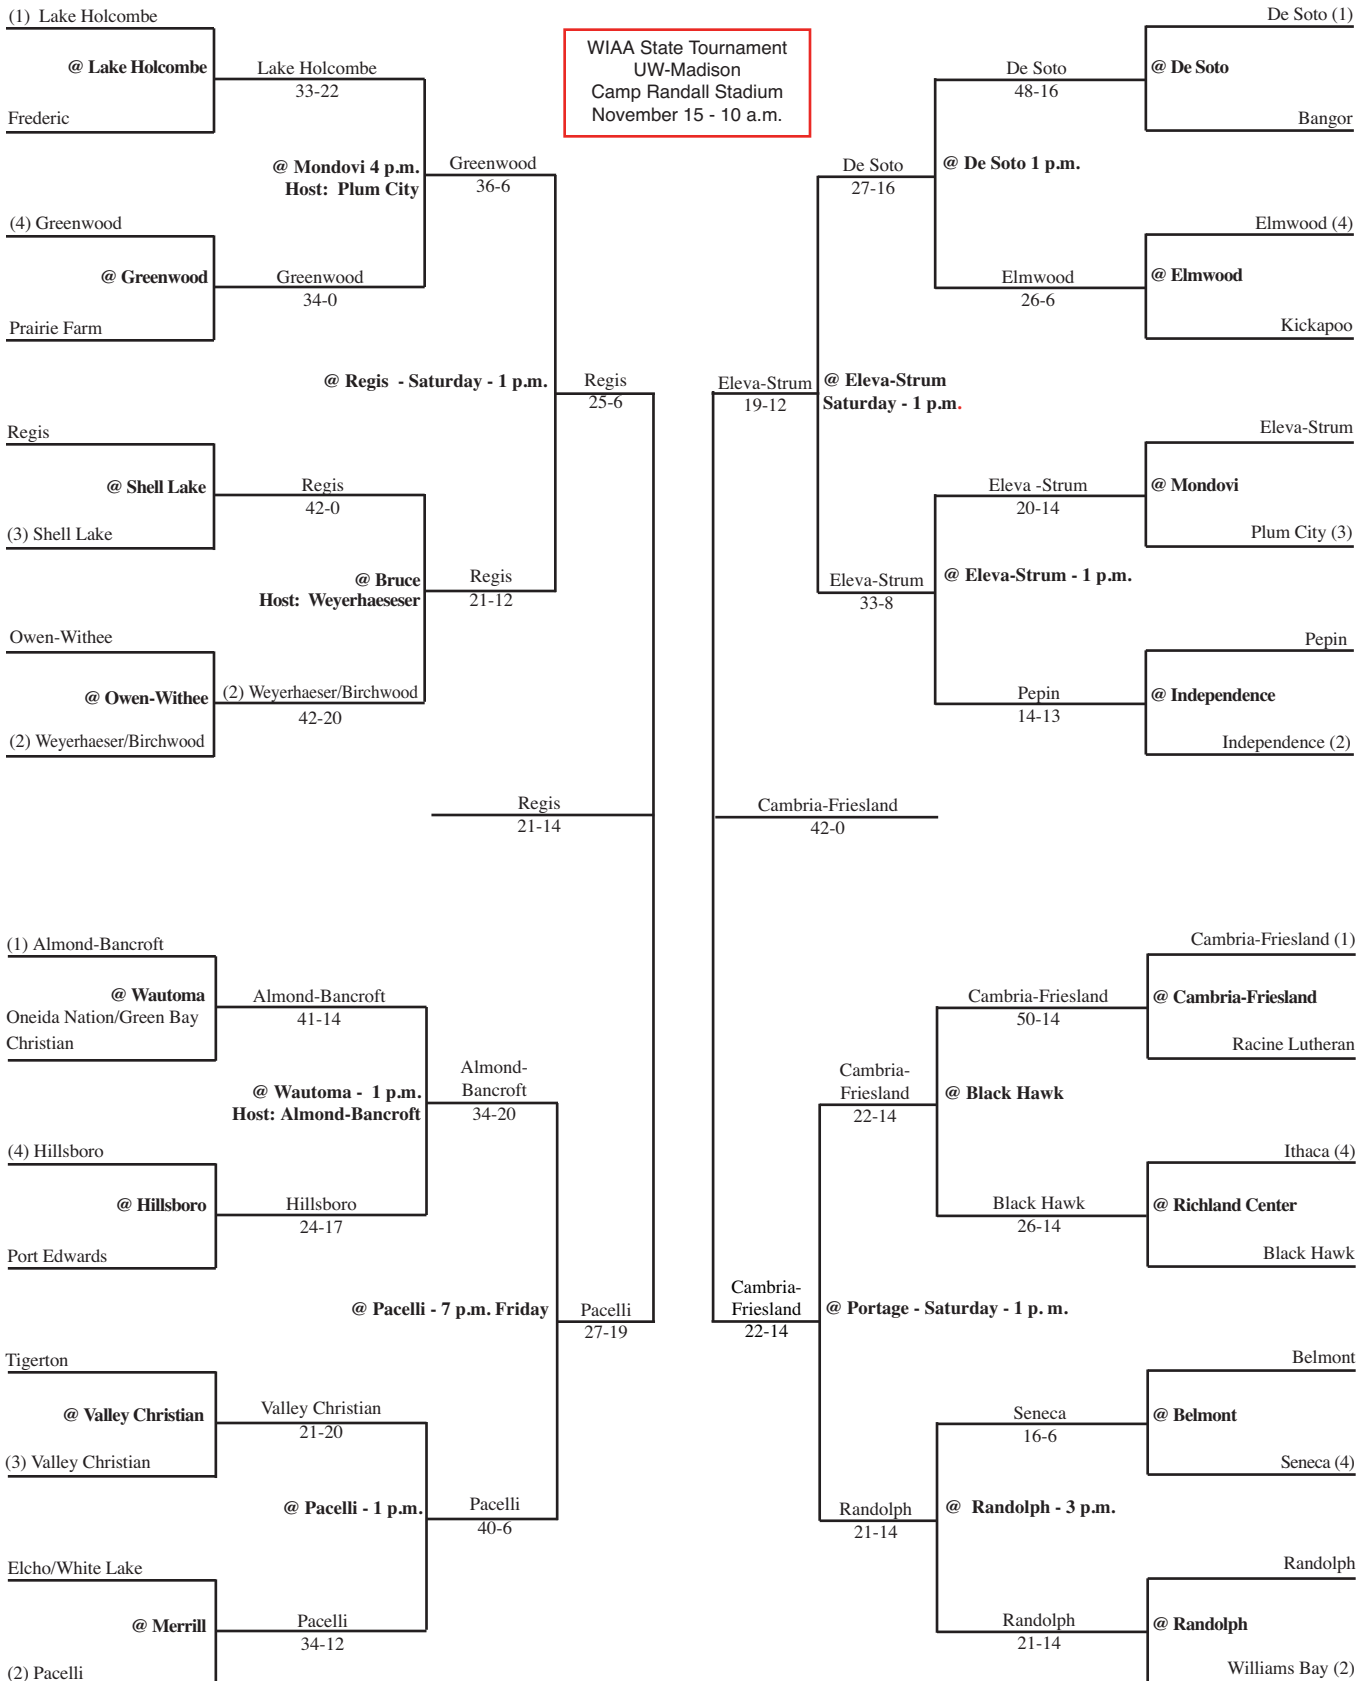 (1) Lake Holcombe
@ Lake Holcombe
Frederic
Lake Holcombe
33-22
@ Mondovi 4 p.m.
Host: Plum City
Greenwood
36-6
(4) Greenwood
@ Greenwood
Prairie Farm
Greenwood
34-0
@ Regis - Saturday - 1 p.m.
Regis
25-6
Regis
@ Shell Lake
(3) Shell Lake
Regis
42-0
@ Bruce
Host: Weyerhaeseser
Regis
21-12
Owen-Withee
@ Owen-Withee
(2) Weyerhaeser/Birchwood
(2) Weyerhaeser/Birchwood
42-20
Regis
21-14
(1) Almond-Bancroft
@ Wautoma
Oneida Nation/Green Bay
Christian
Almond-Bancroft
41-14
@ Wautoma - 1 p.m.
Host: Almond-Bancroft
Almond-
Bancroft
34-20
(4) Hillsboro
@ Hillsboro
Port Edwards
Hillsboro
24-17
@ Pacelli - 7 p.m. Friday
Pacelli
27-19
Tigerton
@ Valley Christian
(3) Valley Christian
Valley Christian
21-20
@ Pacelli - 1 p.m.
Pacelli
40-6
Elcho/White Lake
@ Merrill
(2) Pacelli
Pacelli
34-12
WIAA State Tournament
UW-Madison
Camp Randall Stadium
November 15 - 10 a.m.
De Soto (1)
@ De Soto
Bangor
De Soto
48-16
De Soto
27-16
@ De Soto 1 p.m.
Elmwood (4)
@ Elmwood
Kickapoo
Elmwood
26-6
Eleva-Strum
19-12
@ Eleva-Strum
Saturday - 1 p.m.
Eleva-Strum
@ Mondovi
Plum City (3)
Eleva -Strum
20-14
Eleva-Strum
33-8
@ Eleva-Strum - 1 p.m.
Pepin
@ Independence
Independence (2)
Pepin
14-13
Cambria-Friesland
42-0
Cambria-Friesland (1)
@ Cambria-Friesland
Racine Lutheran
Cambria-Friesland
50-14
Cambria-
Friesland
22-14
@ Black Hawk
Ithaca (4)
@ Richland Center
Black Hawk
Black Hawk
26-14
Cambria-
Friesland
22-14
@ Portage - Saturday - 1 p. m.
Belmont
@ Belmont
Seneca (4)
Seneca
16-6
Randolph
21-14
@ Randolph - 3 p.m.
Randolph
@ Randolph
Williams Bay (2)
Randolph
21-14